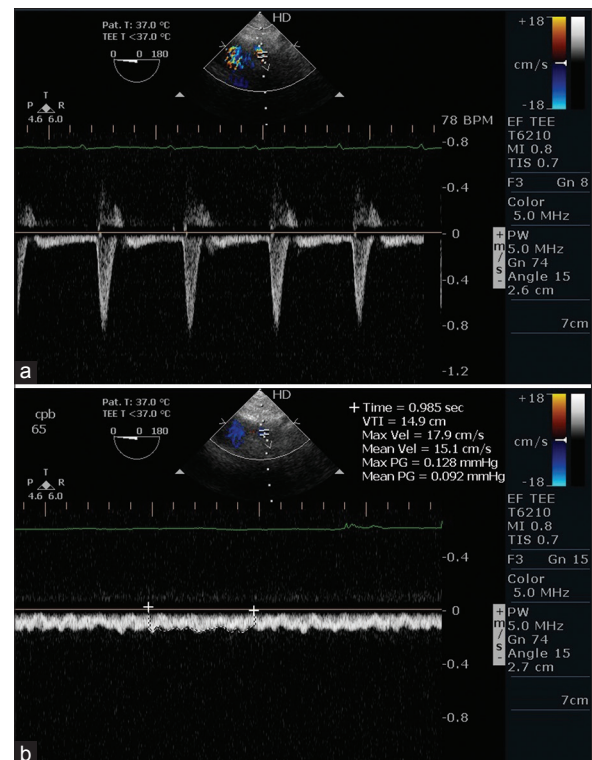 HD
Pat. T: 37.0 °C
TEE T <37.0 °C
0 0 180
T
P R
4.6 6.0
78 BPM
-0.8
-0.4
-0
-0.4
-0.8
-1.2
+18
cm/s
-18
EF TEE
T6210
MI 0.8
TIS 0.7
F3 Gn 8
Color
5.0 MHz
PW
5.0 MHz
Gn 74
Angle 15
2.6 cm
7cm
+
m
/
s
-
a
HD
cpb
65
Pat. T: 37.0 °C
TEE T <37.0 °C
0 0 180
T
P R
4.6 6.0
+ Time = 0.985 sec
VTI = 14.9 cm
Max Vel = 17.9 cm/s
Mean Vel = 15.1 cm/s
Max PG = 0.128 mmHg
Mean PG = 0.092 mmHg
-0.4
-0
-0.4
-0.8
+18
cm/s
-18
EF TEE
T6210
MI 0.8
TIS 0.7
F3 Gn 15
Color
5.0 MHz
PW
5.0 MHz
Gn 74
Angle 15
2.7 cm
7cm
+
m
/
s
-
b